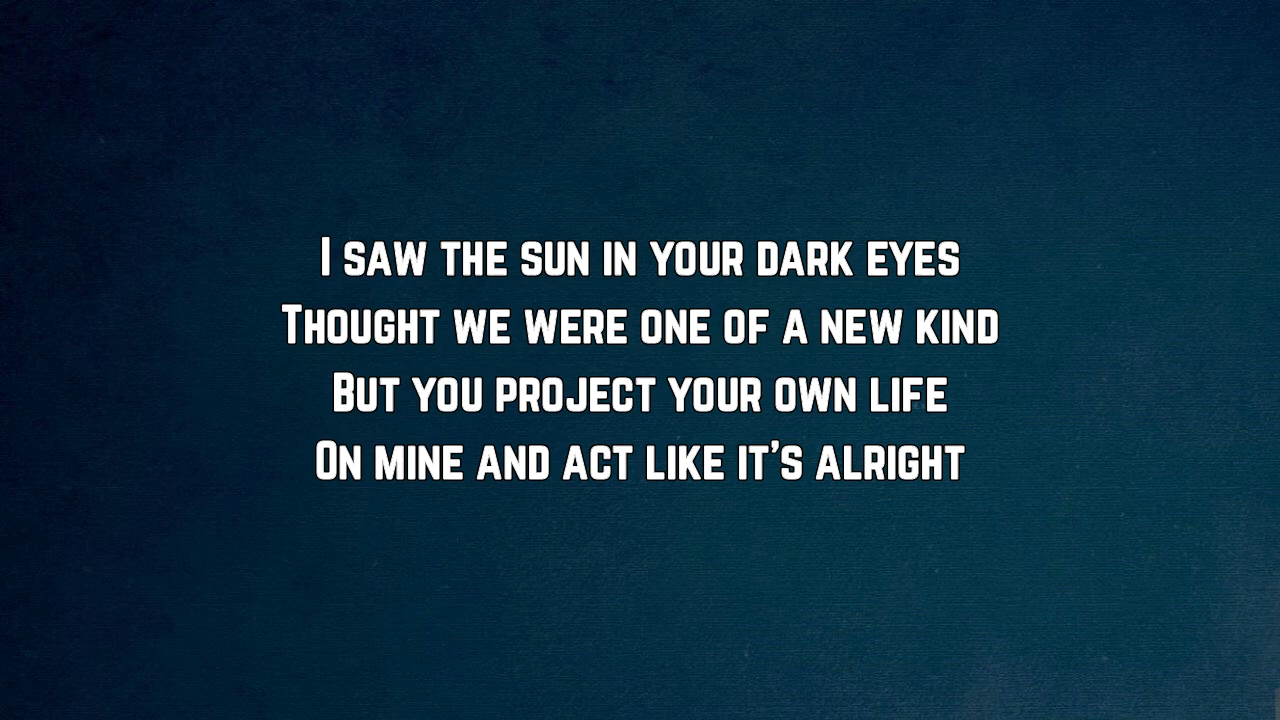 I saw the sun in your dark eyes
Thought we were one of a new kind
But you project your own life
On mine and act like it's alright